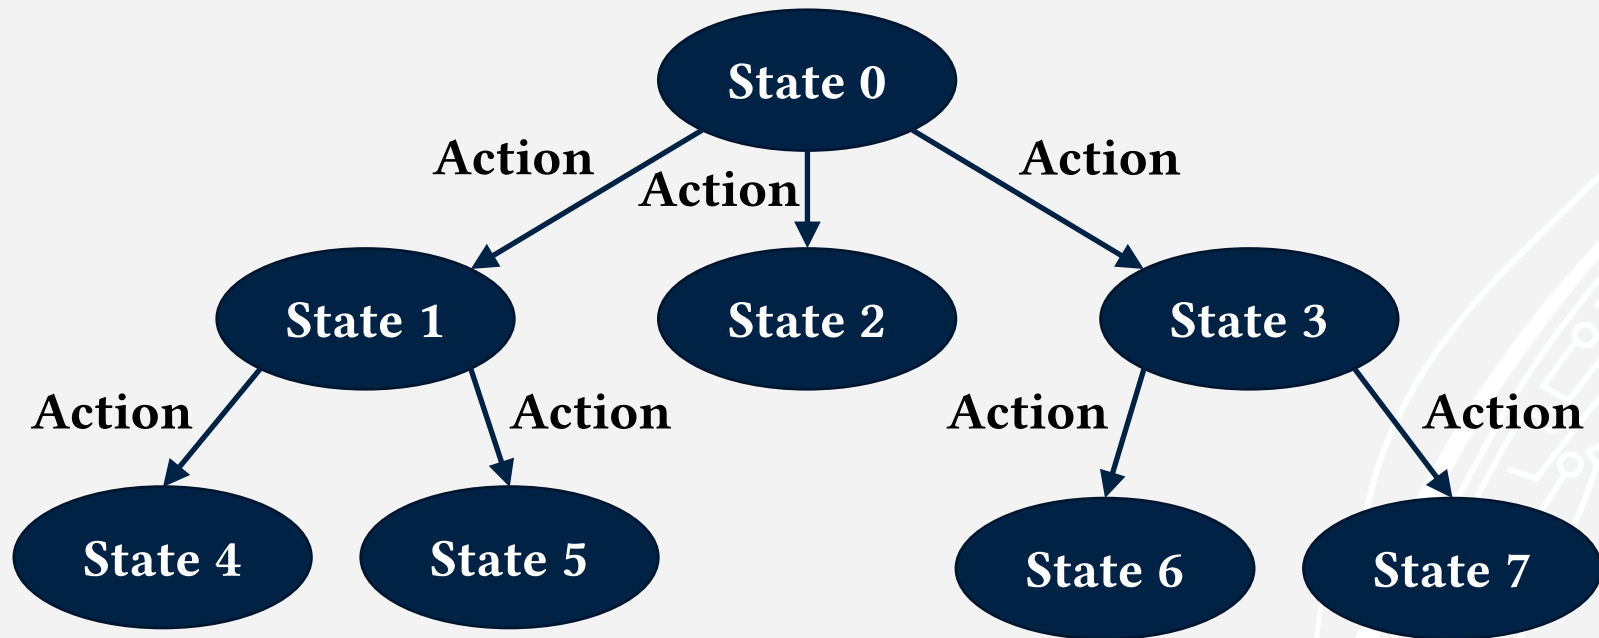 State 0
Action
Action
Action
State 1
State 2
State 3
Action
Action
Action
Action
State 4
State 5
State 6
State 7